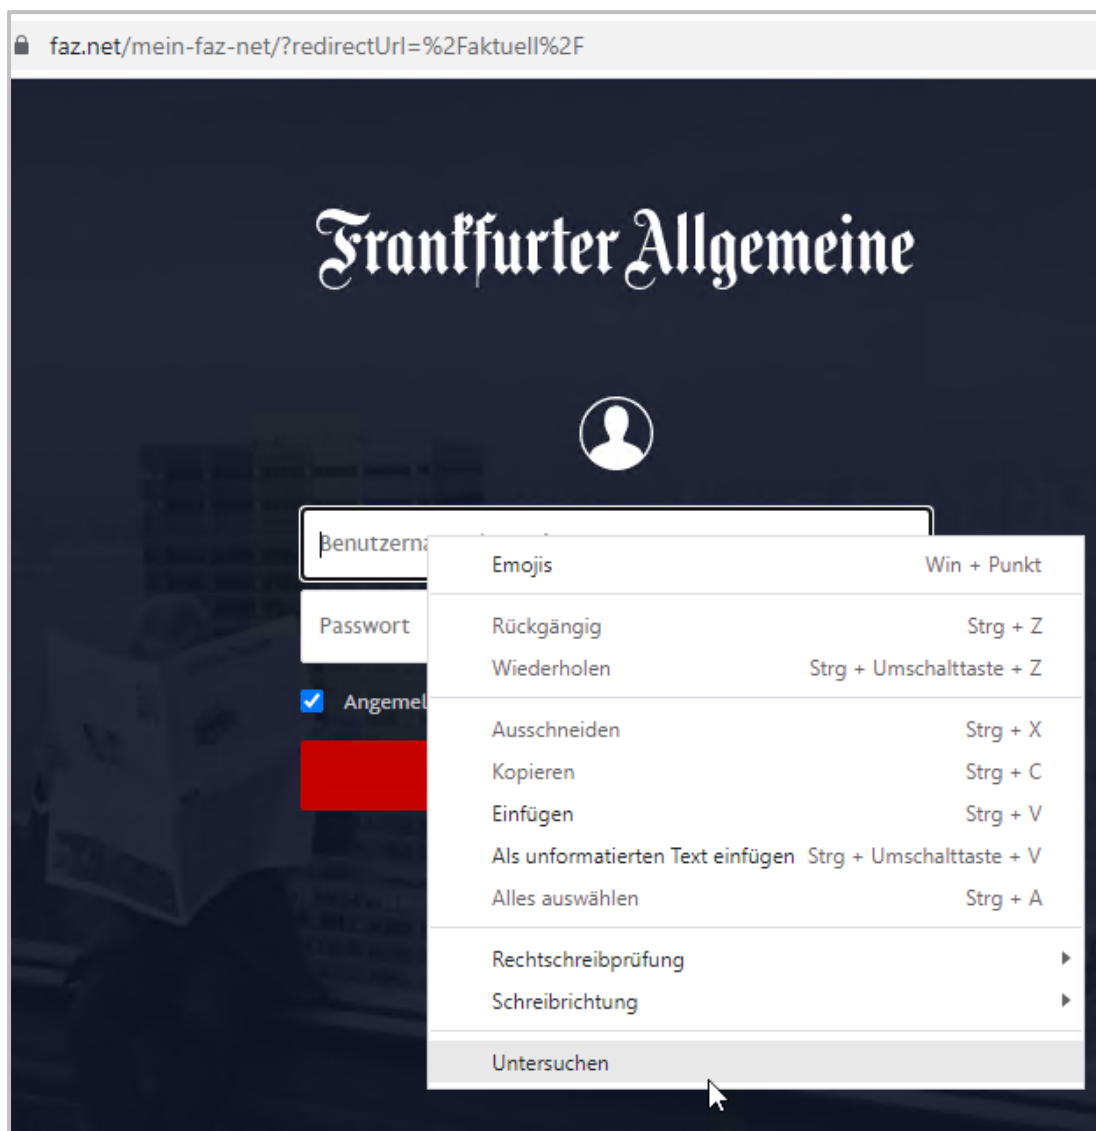 faz.net/mein-faz-net/?redirectUrl=%2Faktuell%2F
Frankfurter Allgemeine
Emojis Win + Punkt
Passwort
Rückgängig Strg + Z
Wiederholen Strg + Umschalttaste + Z
Ausschneiden Strg + X
Kopieren Strg + C
Einfügen Strg + V
Als unformatierten Text einfügen Strg + Umschalttaste + V
Alles auswählen Strg + A
Rechtschreibprüfung
Schreibrichtung
Untersuchen